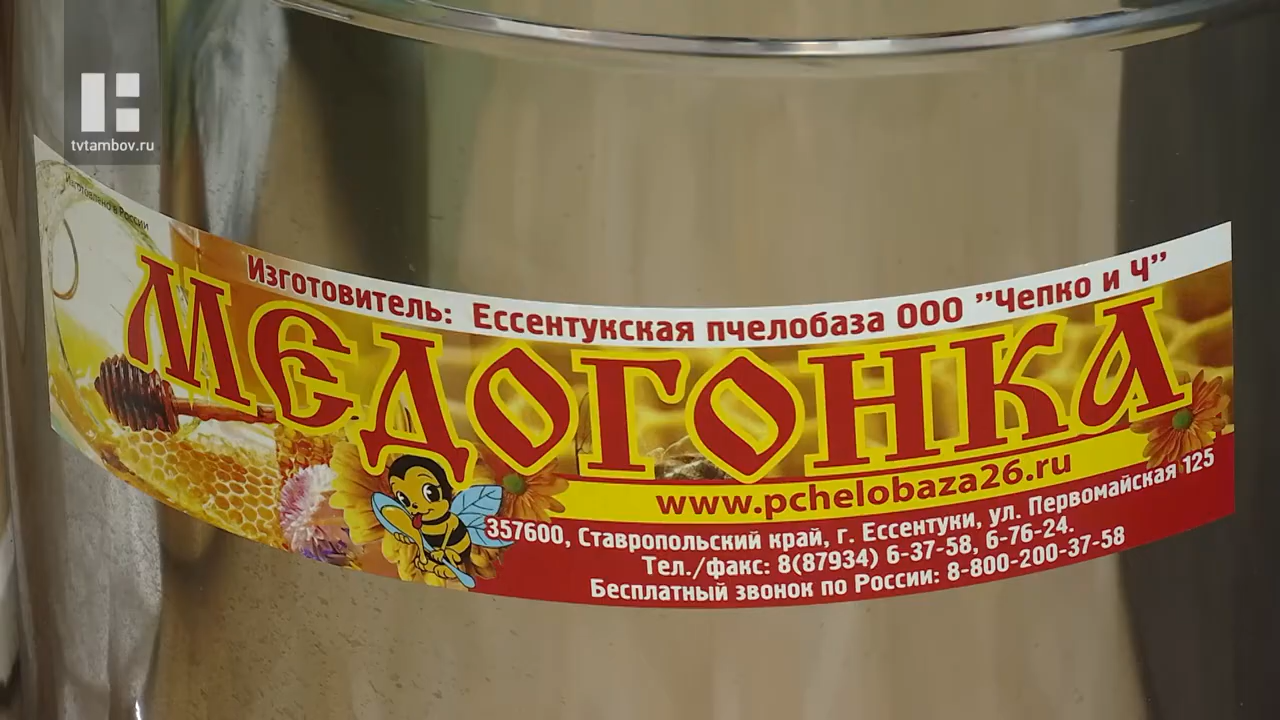 tvtambov.ru
Изготовлено в России
Изготовитель: Ессентукская пчелобаза ООО ”Чепко и Ч”
Медогонка
www.pchelobaza26.ru
357600, Ставропольский край, г. Ессентуки, ул. Первомайская 125
Тел./факс: 8(87934) 6-37-58, 6-76-24.
Бесплатный звонок по России: 8-800-200-37-58